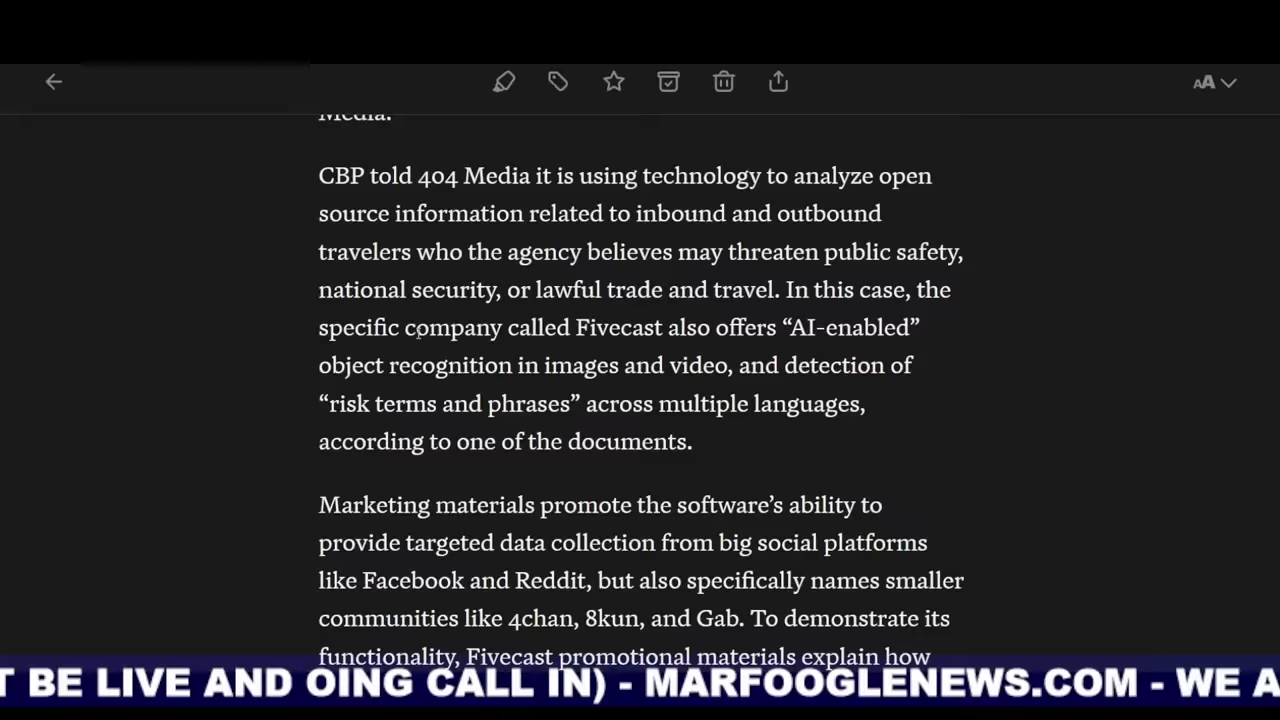 AA
Media.
CBP told 404 Media it is using technology to analyze open
source information related to inbound and outbound
travelers who the agency believes may threaten public safety,
national security, or lawful trade and travel. In this case, the
specific company called Fivecast also offers “AI-enabled”
object recognition in images and video, and detection of
“risk terms and phrases” across multiple languages,
according to one of the documents.
Marketing materials promote the software’s ability to
provide targeted data collection from big social platforms
like Facebook and Reddit, but also specifically names smaller
communities like 4chan, 8kun, and Gab. To demonstrate its
functionality, Fivecast promotional materials explain how
T BE LIVE AND OING CALL IN) - MARFOOGLENEWS.COM - WE A